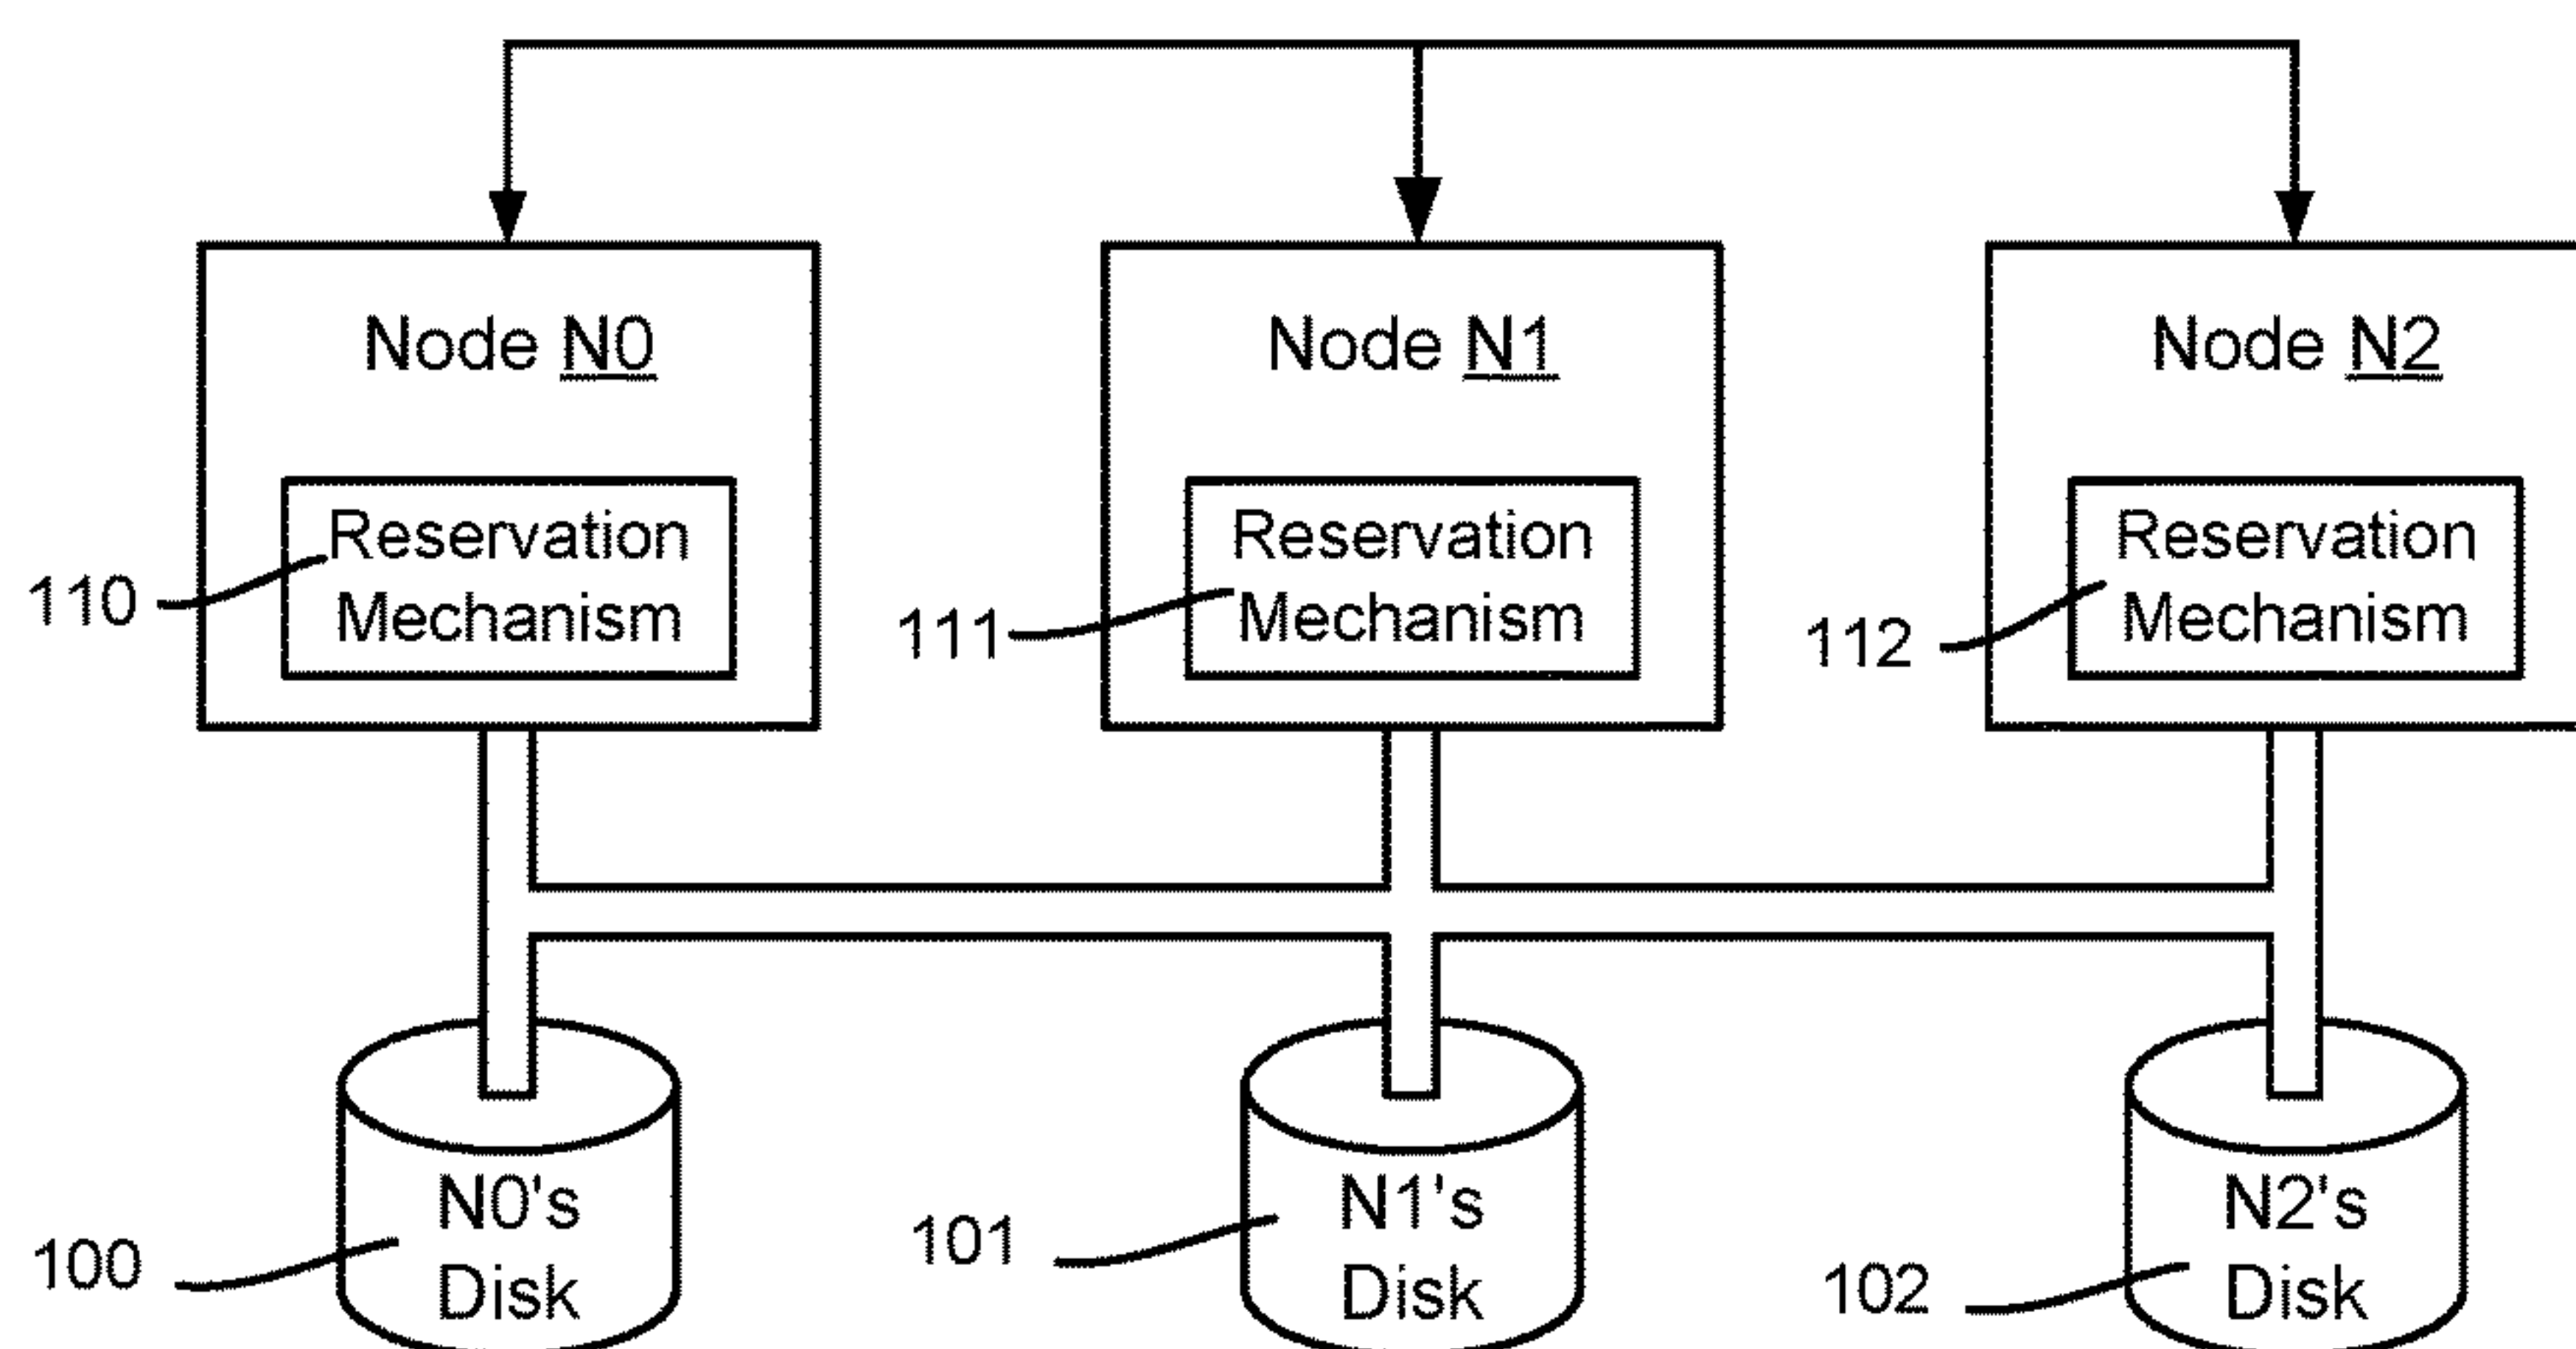 Node N0
Node N1
Node N2
Reservation
Mechanism
Reservation
Mechanism
Reservation
Mechanism
110
111
112
N0's
Disk
N1's
Disk
N2's
Disk
100
101
102